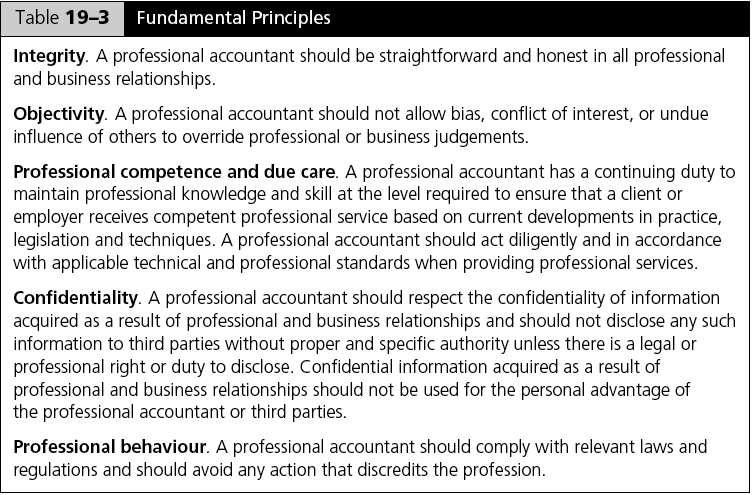 Table 19–3 Fundamental Principles
Integrity. A professional accountant should be straightforward and honest in all professional
and business relationships.
Objectivity. A professional accountant should not allow bias, conflict of interest, or undue
influence of others to override professional or business judgements.
Professional competence and due care. A professional accountant has a continuing duty to
maintain professional knowledge and skill at the level required to ensure that a client or
employer receives competent professional service based on current developments in practice,
legislation and techniques. A professional accountant should act diligently and in accordance
with applicable technical and professional standards when providing professional services.
Confidentiality. A professional accountant should respect the confidentiality of information
acquired as a result of professional and business relationships and should not disclose any such
information to third parties without proper and specific authority unless there is a legal or
professional right or duty to disclose. Confidential information acquired as a result of
professional and business relationships should not be used for the personal advantage of
the professional accountant or third parties.
Professional behaviour. A professional accountant should comply with relevant laws and
regulations and should avoid any action that discredits the profession.